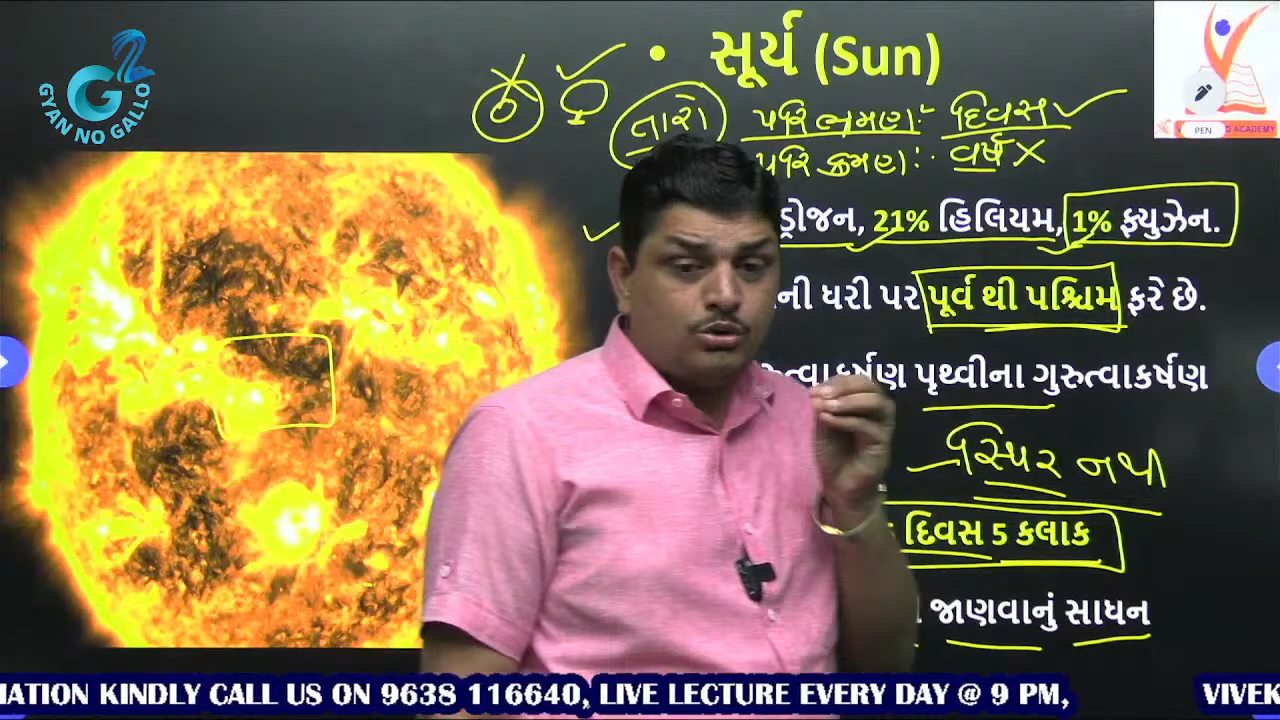 GYAN NO GALLO
• સૂર્ય (Sun)
PEN
ACADEMY
તારો
પરિભ્રમણ:- દિવસ
પરિક્રમણ:- વર્ષ
ડ્રોજન, 21% હિલિયમ, 1% ફ્યુઝેન.
ની ધરી પર પૂર્વ થી પશ્ચિમ ફરે છે.
પૃથ્વીના ગુરુત્વાકર્ષણ
સ્થિર નથી
દિવસ 5 કલાક
જાણવાનું સાધન
MATION KINDLY CALL US ON 9638 116640, LIVE LECTURE EVERY DAY @ 9 PM, VIVEK